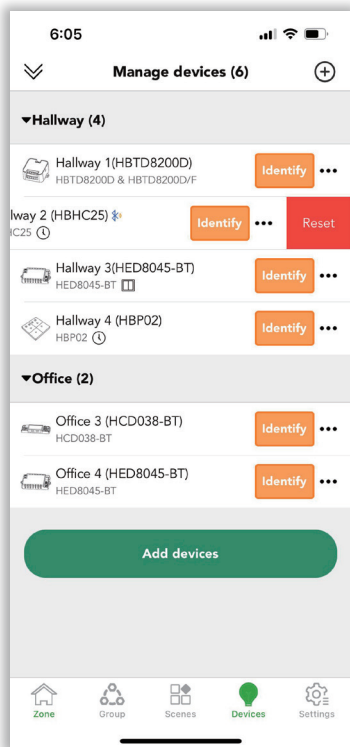 6:05
Manage devices (6)
▾Hallway (4)
Hallway 1(HBTD8200D)
HBTD8200D & HBTD8200D/F
Identify
lway 2 (HBHC25)
IC25
Identify
Reset
Hallway 3(HED8045-BT)
HED8045-BT
Identify
Hallway 4 (HBP02)
HBP02
Identify
▾Office (2)
Office 3 (HCD038-BT)
HCD038-BT
Identify
Office 4 (HED8045-BT)
HED8045-BT
Identify
Add devices
Zone
Group
Scenes
Devices
Settings